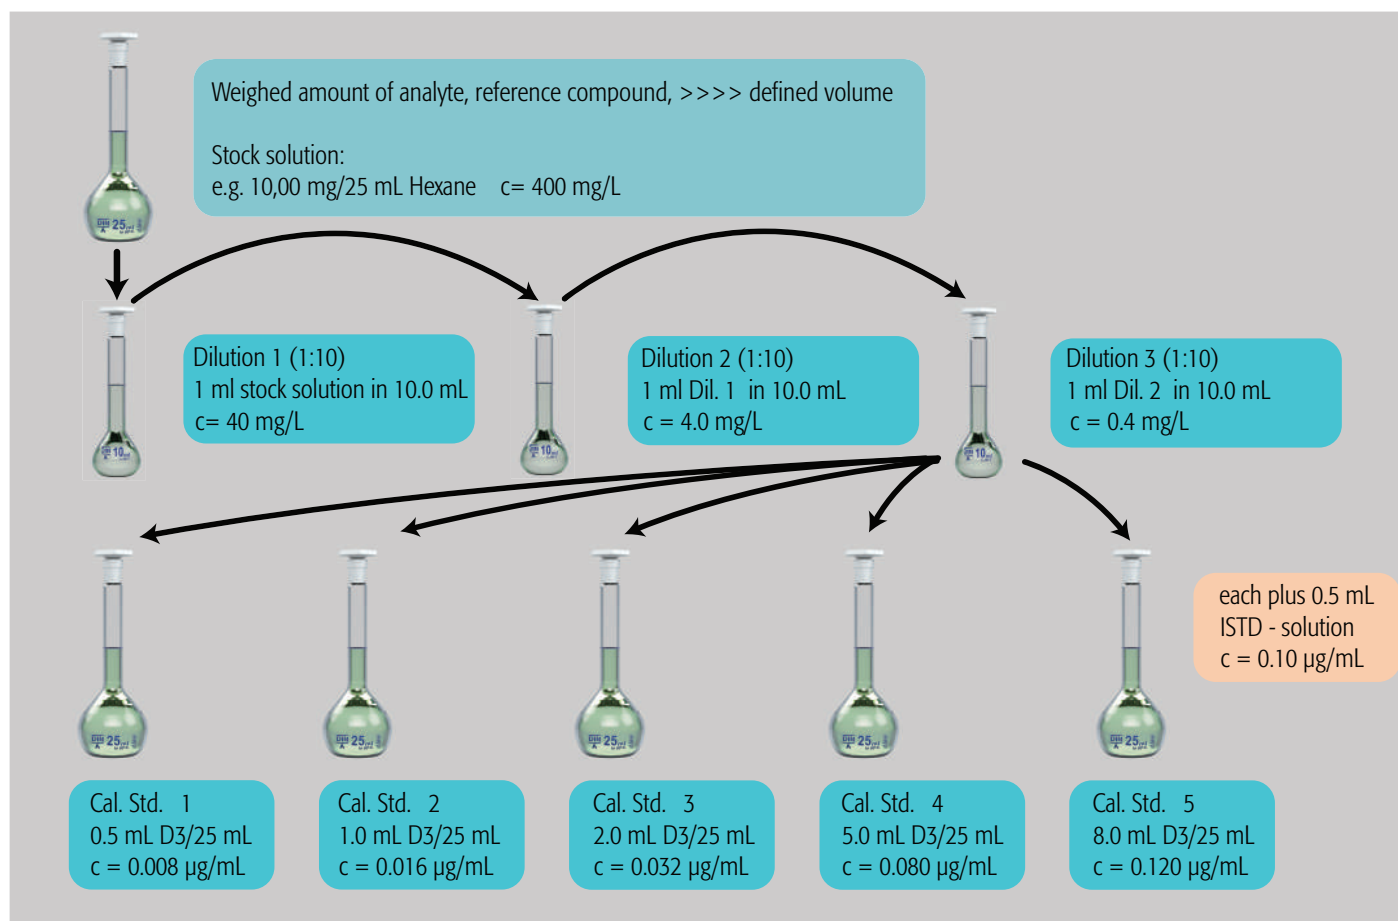 Weighed amount of analyte, reference compound, >>>> defined volume
Stock solution:
e.g. 10,00 mg/25 mL Hexane c= 400 mg/L
Dilution 1 (1:10)
1 ml stock solution in 10.0 mL
c= 40 mg/L
Dilution 2 (1:10)
1 ml Dil. 1 in 10.0 mL
c = 4.0 mg/L
Dilution 3 (1:10)
1 ml Dil. 2 in 10.0 mL
c = 0.4 mg/L
each plus 0.5 mL
ISTD - solution
c = 0.10 µg/mL
Cal. Std. 1
0.5 mL D3/25 mL
c = 0.008 µg/mL
Cal. Std. 2
1.0 mL D3/25 mL
c = 0.016 µg/mL
Cal. Std. 3
2.0 mL D3/25 mL
c = 0.032 µg/mL
Cal. Std. 4
5.0 mL D3/25 mL
c = 0.080 µg/mL
Cal. Std. 5
8.0 mL D3/25 mL
c = 0.120 µg/mL